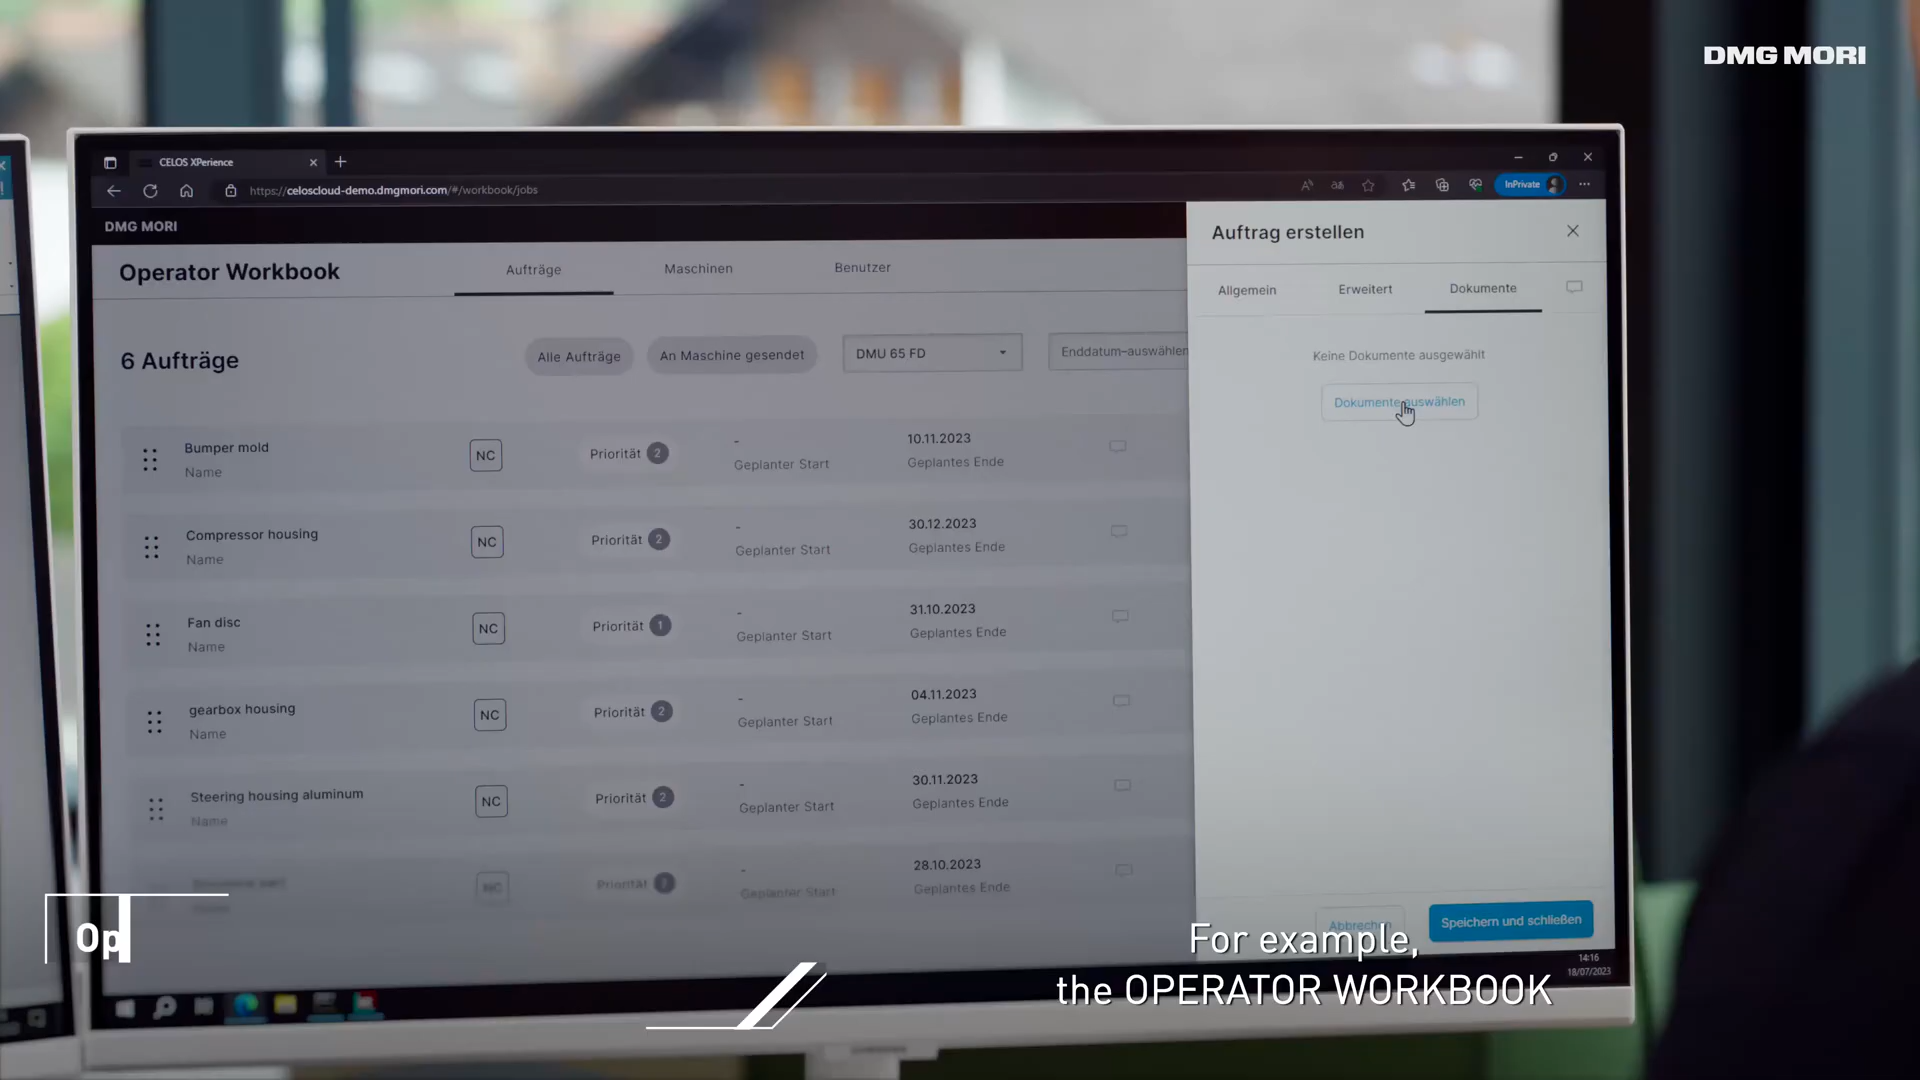 DMG MORI
CELOS XPerience
https://celoscloud-demo.dmgmori.com/#/workbook/jobs
InPrivate
DMG MORI
Operator Workbook
Aufträge
Maschinen
Benutzer
6 Aufträge
Alle Aufträge
An Maschine gesendet
DMU 65 FD
Enddatum-auswählen
Bumper mold
Name
NC
Priorität 2
-
Geplanter Start
10.11.2023
Geplantes Ende
Compressor housing
Name
NC
Priorität 2
-
Geplanter Start
30.12.2023
Geplantes Ende
Fan disc
Name
NC
Priorität 1
-
Geplanter Start
31.10.2023
Geplantes Ende
gearbox housing
Name
NC
Priorität 2
-
Geplanter Start
04.11.2023
Geplantes Ende
Steering housing aluminum
Name
NC
Priorität 2
-
Geplanter Start
30.11.2023
Geplantes Ende
NC
Priorität
-
Geplanter Start
28.10.2023
Geplantes Ende
Auftrag erstellen
Allgemein
Erweitert
Dokumente
Keine Dokumente ausgewählt
Dokumente auswählen
Abbrechen
Speichern und schließen
14:16
18/07/2023
Op
For example,
the OPERATOR WORKBOOK